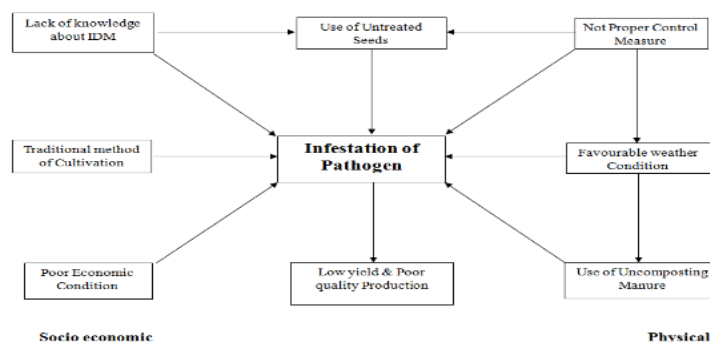 Lack of knowledge
about IDM
Use of Untreated
Seeds
Not Proper Control
Measure
Traditional method
of Cultivation
Infestation of
Pathogen
Favourable weather
Condition
Poor Economic
Condition
Low yield & Poor
quality Production
Use of Uncomposting
Manure
Socio economic
Physical